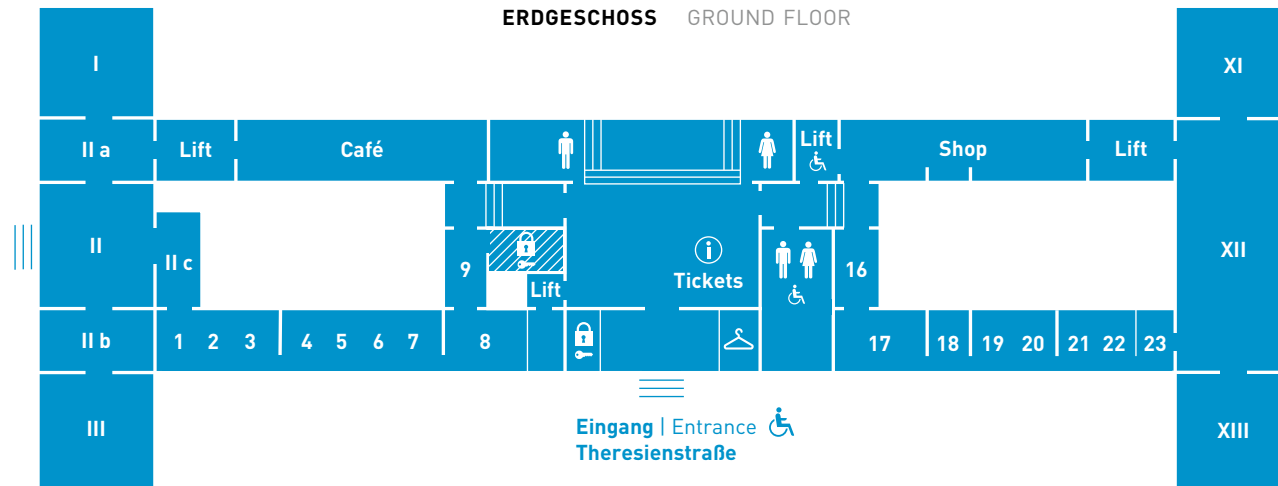 ERDGESCHOSS GROUND FLOOR
I
XI
II a
Lift
Café
Lift
Shop
Lift
II
II c
9
i
Tickets
16
XII
Lift
II b
1 2 3 4 5 6 7 8
17 18 19 20 21 22 23
III
XIII
Eingang | Entrance
Theresienstraße